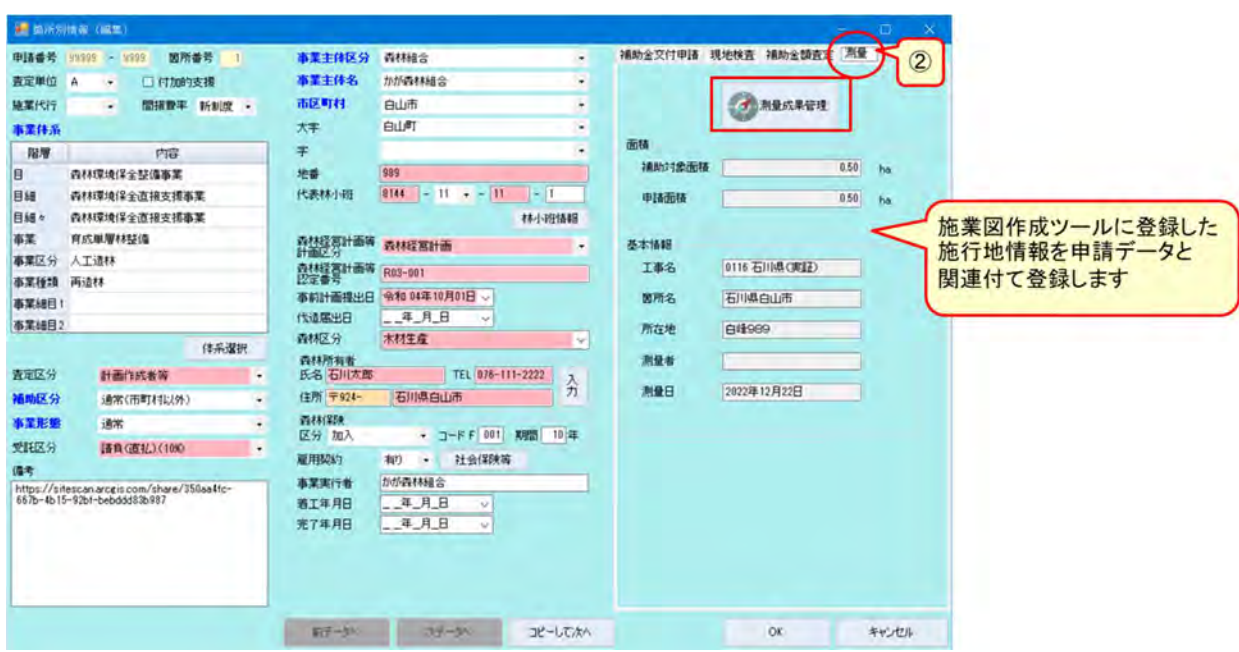 箇所別情報 (編集)
申請番号 99999 - 9999 箇所番号 1
査定単位 A 付加的支援
施業代行 間接費率 新制度
事業体系
階層 内容
目 森林環境保全整備事業
目細 森林環境保全直接支援事業
目細々 森林環境保全直接支援事業
事業 育成単層林整備
事業区分 人工造林
事業種類 再造林
事業細目1
事業細目2
体系選択
査定区分 計画作成者等
補助区分 通常(市町村以外)
事業形態 通常
受託区分 請負(直払)(10%)
備考
https://sitescan.arcgis.com/share/350aa4fc-
667b-4b15-92bf-bebddd83b987
事業主体区分 森林組合
事業主体名 かが森林組合
市区町村 白山市
大字 白山町
字
地番 989
代表林小班 8144 - 11 - 11 - 1
林小班情報
森林経営計画等
計画区分 森林経営計画
森林経営計画等
認定番号 R03-001
事前計画提出日 令和 04年10月01日
伐造届出日 __年_月_日
森林区分 木材生産
森林所有者
氏名 石川太郎 TEL 076-111-2222
住所 〒924- 石川県白山市
入力
森林保険
区分 加入 コード F 001 期間 10 年
雇用契約 有り 社会保険等
事業実行者 かが森林組合
着工年月日 __年_月_日
完了年月日 __年_月_日
コピーして次へ
補助金交付申請 現地検査 補助金額査定 測量
②
測量成果管理
面積
補助対象面積 0.50 ha
申請面積 0.50 ha
基本情報
工事名 0116 石川県(実証)
箇所名 石川県白山市
所在地 白峰989
測量者
測量日 2022年12月22日
施業図作成ツールに登録した
施行地情報を申請データと
関連付て登録します
OK キャンセル